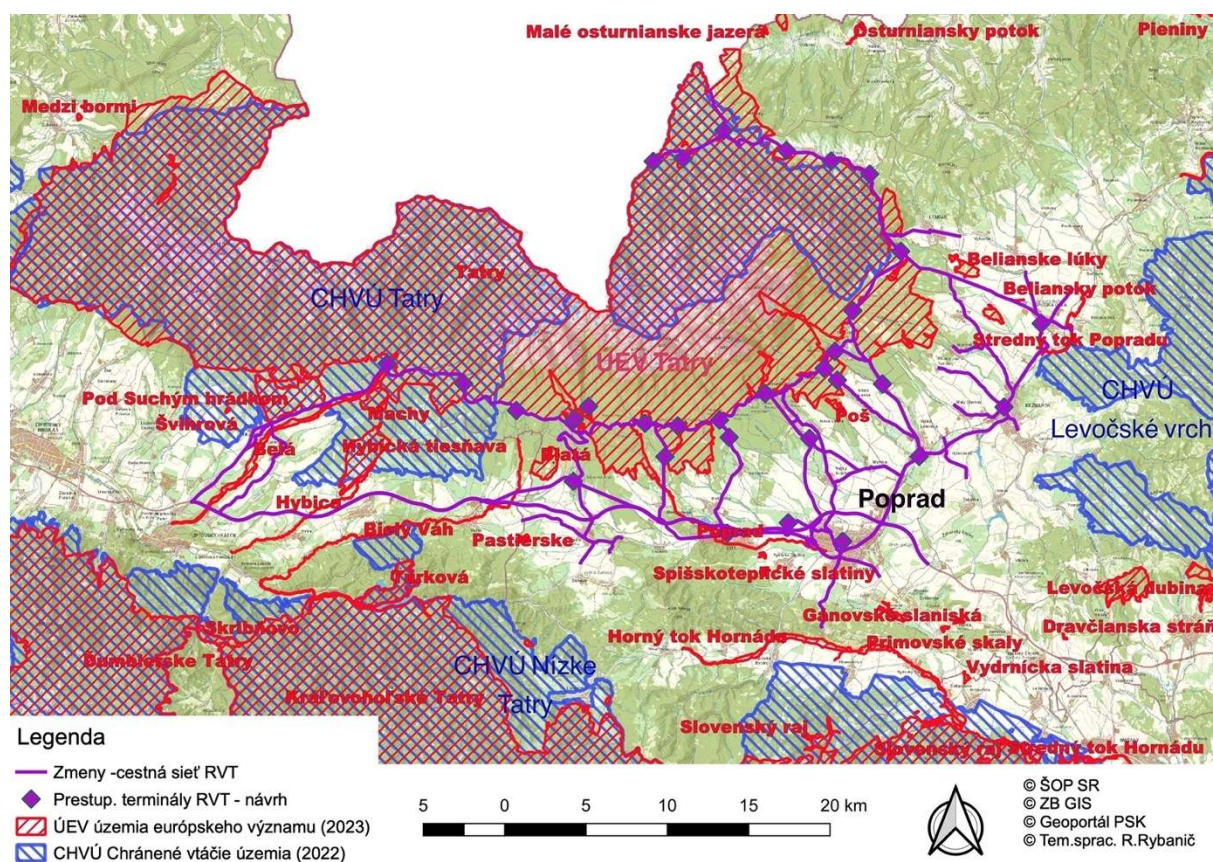 Malé osturnianske jazerá
Osturniansky potok
Pieniny
Medzi bormi
Tatry
CHVÚ Tatry
Belianske lúky
Beliansky potok
ÚEV Tatry
Stredný tok Popradu
Pod Suchým hrádkom
Švihrová
Machy
Poš
CHVÚ
Levočské vrch
Belá
Hybická tiesňava
Blatá
Hybica
Poprad
Biely Váh
Pastierske
Poprad
Turková
Spišskoteplické slatiny
Levočská dubina
Gánovské slaniská
Skribňovo
Horný tok Hornádu
Primovské skaly
Dravčianska stráň
Ďumbierske Tatry
CHVÚ Nízke
Tatry
Vydrnícka slatina
Kráľovohoľské Tatry
Slovenský raj
Slovenský raj
Stredný tok Hornádu
Legenda
Zmeny -cestná sieť RVT
Prestup. terminály RVT - návrh
ÚEV územia európskeho významu (2023)
CHVÚ Chránené vtáčie územia (2022)
5 0 5 10 15 20 km
© ŠOP SR
© ZB GIS
© Geoportál PSK
© Tem.sprac. R.Rybanič